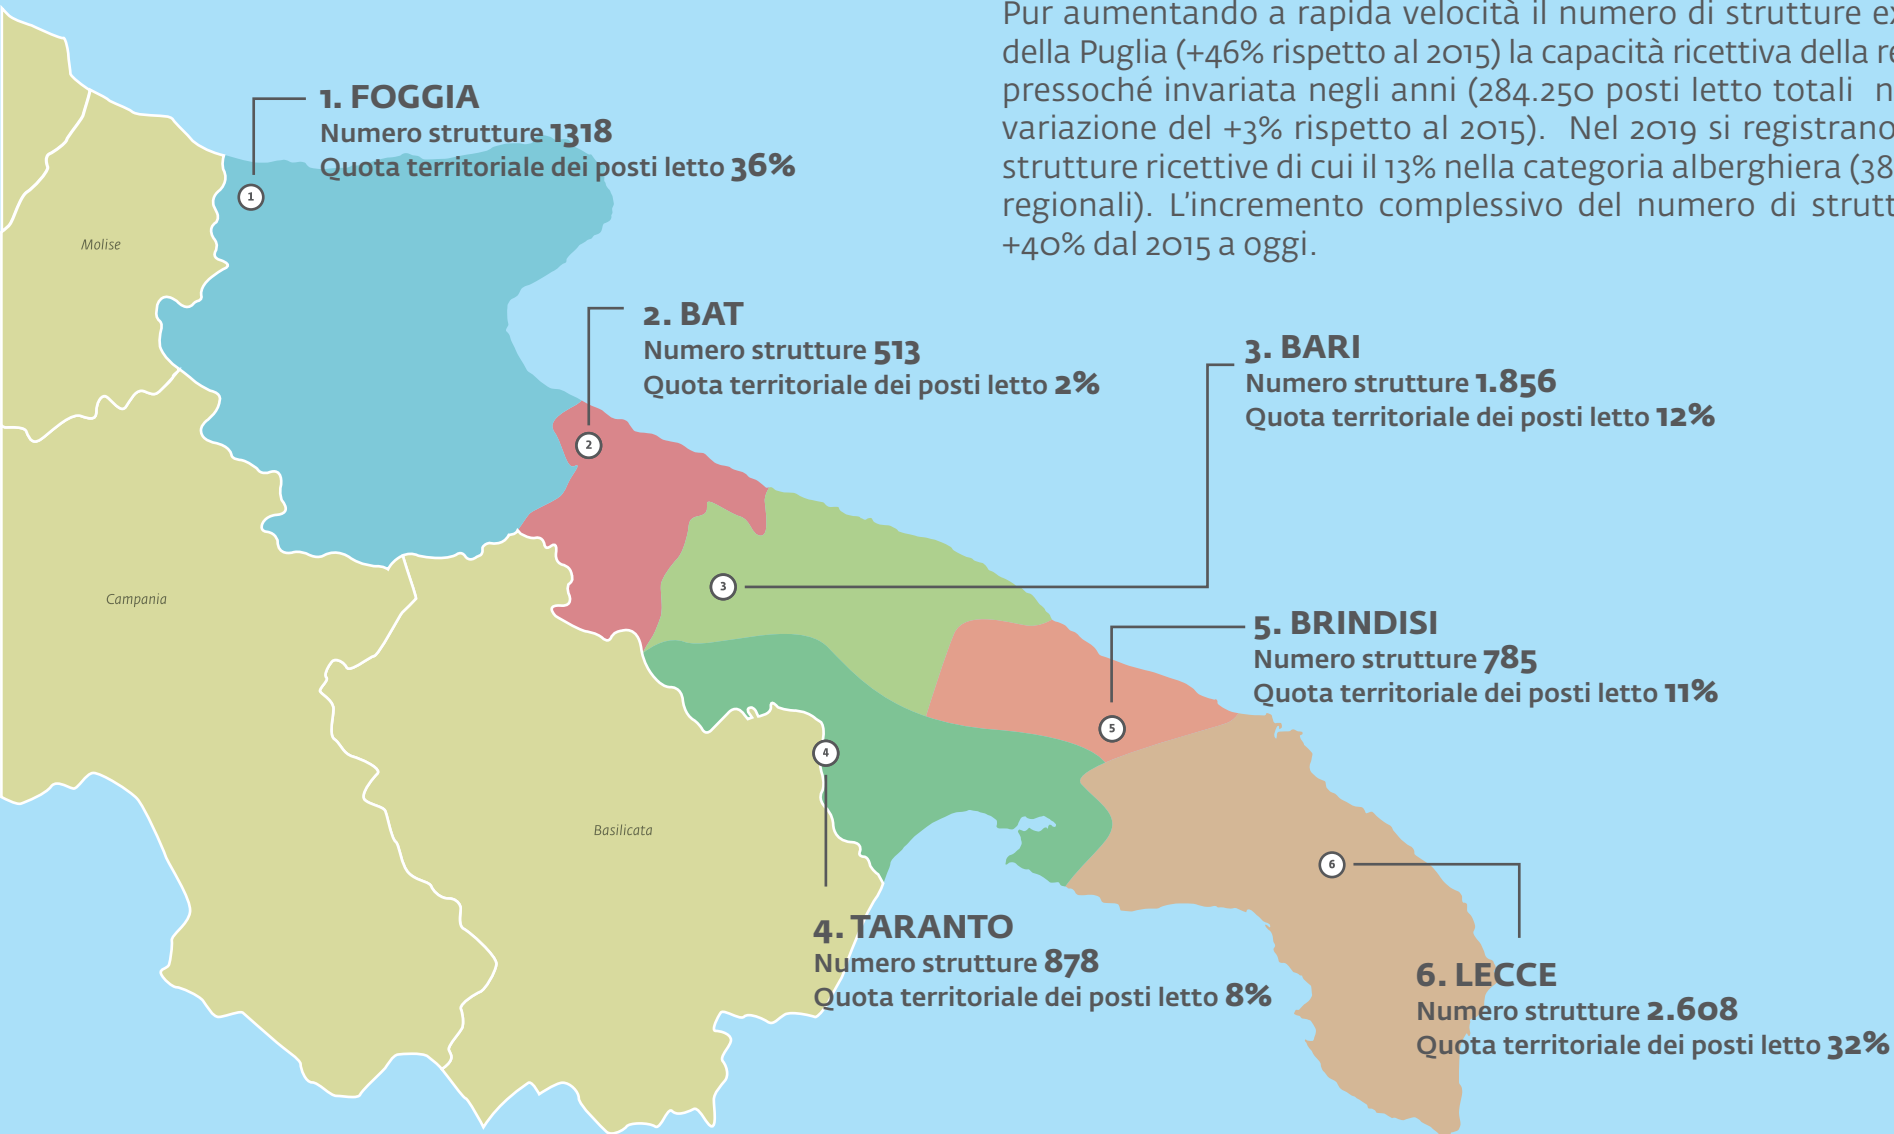 Pur aumentando a rapida velocità il numero di strutture
della Puglia (+46% rispetto al 2015) la capacità ricettiva della
pressoché invariata negli anni (284.250 posti letto totali
variazione del +3% rispetto al 2015). Nel 2019 si registrano
strutture ricettive di cui il 13% nella categoria alberghiera (38
regionali). L'incremento complessivo del numero di
+40% dal 2015 a oggi.
1. FOGGIA
Numero strutture 1318
Quota territoriale dei posti letto 36%
1
Molise
2. BAT
Numero strutture 513
Quota territoriale dei posti letto 2%
3. BARI
Numero strutture 1.856
Quota territoriale dei posti letto 12%
2
3
Campania
5. BRINDISI
Numero strutture 785
Quota territoriale dei posti letto 11%
5
4
Basilicata
6
4. TARANTO
Numero strutture 878
Quota territoriale dei posti letto 8%
6. LECCE
Numero strutture 2.608
Quota territoriale dei posti letto 32%